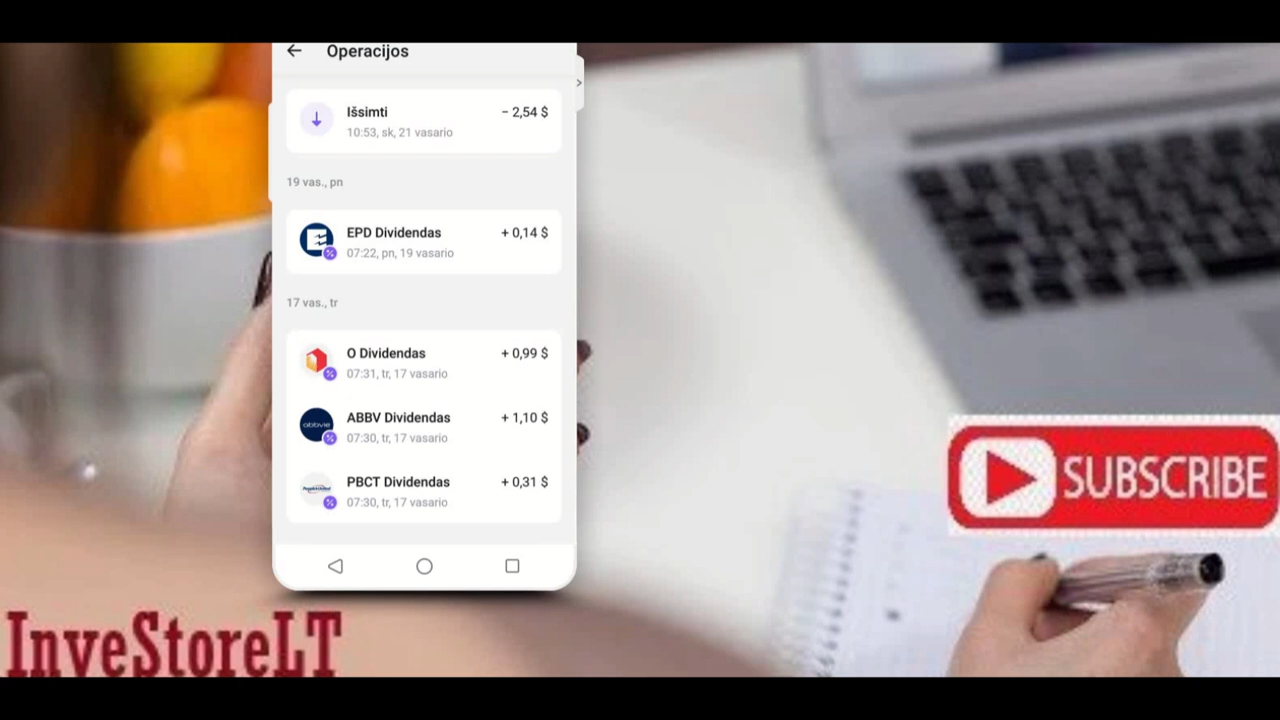 Operacijos
Išsimti
− 2,54 $
10:53, sk, 21 vasario
19 vas., pn
EPD Dividendas
+ 0,14 $
07:22, pn, 19 vasario
17 vas., tr
O Dividendas
+ 0,99 $
07:31, tr, 17 vasario
abbvie
ABBV Dividendas
+ 1,10 $
07:30, tr, 17 vasario
PBCT Dividendas
+ 0,31 $
07:30, tr, 17 vasario
SUBSCRIBE
InveStoreLT